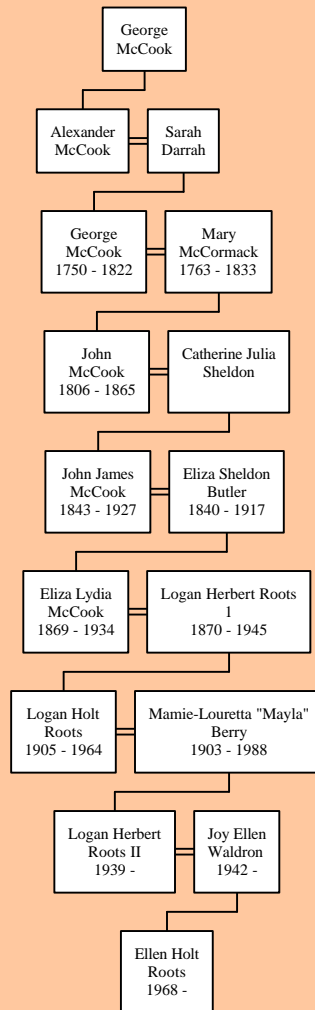 George
McCook
Alexander
McCook
Sarah
Darrah
George
McCook
1750 - 1822
Mary
McCormack
1763 - 1833
John
McCook
1806 - 1865
Catherine Julia
Sheldon
John James
McCook
1843 - 1927
Eliza Sheldon
Butler
1840 - 1917
Eliza Lydia
McCook
1869 - 1934
Logan Herbert Roots
1
1870 - 1945
Logan Holt
Roots
1905 - 1964
Mamie-Louretta "Mayla"
Berry
1903 - 1988
Logan Herbert
Roots II
1939 -
Joy Ellen
Waldron
1942 -
Ellen Holt
Roots
1968 -